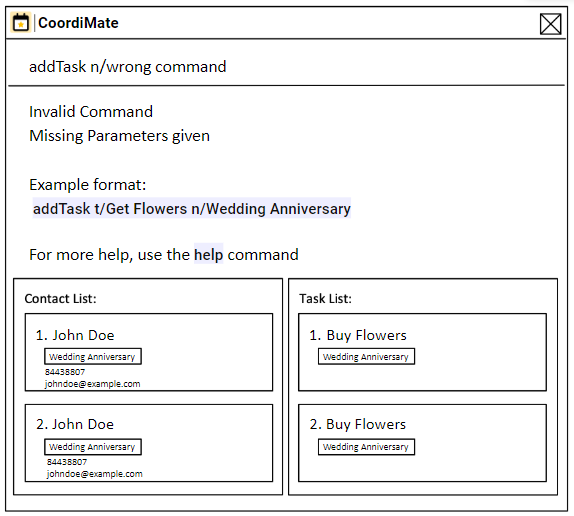 CoordiMate
addTask n/wrong command
Invalid Command
Missing Parameters given
Example format:
addTask t/Get Flowers n/Wedding Anniversary
For more help, use the help command
Contact List:
1. John Doe
Wedding Anniversary
84438807
johndoe@example.com
2. John Doe
Wedding Anniversary
84438807
johndoe@example.com
Task List:
1. Buy Flowers
Wedding Anniversary
2. Buy Flowers
Wedding Anniversary